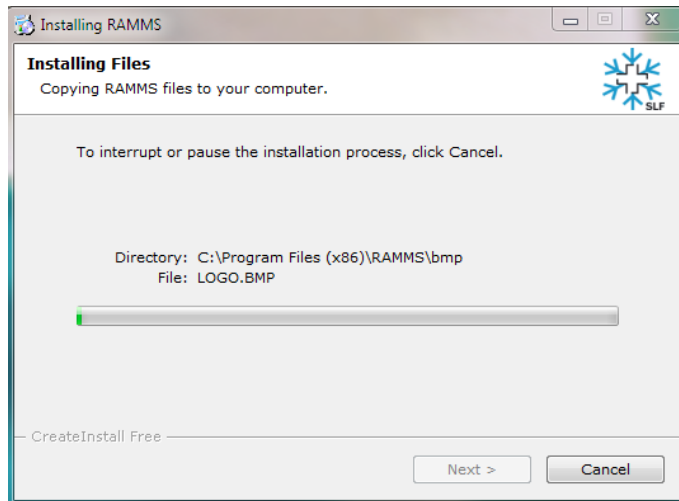 Installing RAMMS
Installing Files
Copying RAMMS files to your computer.
SLF
To interrupt or pause the installation process, click Cancel.
Directory: C:\Program Files (x86)\RAMMS\bmp
File: LOGO.BMP
CreateInstall Free
Next >
Cancel